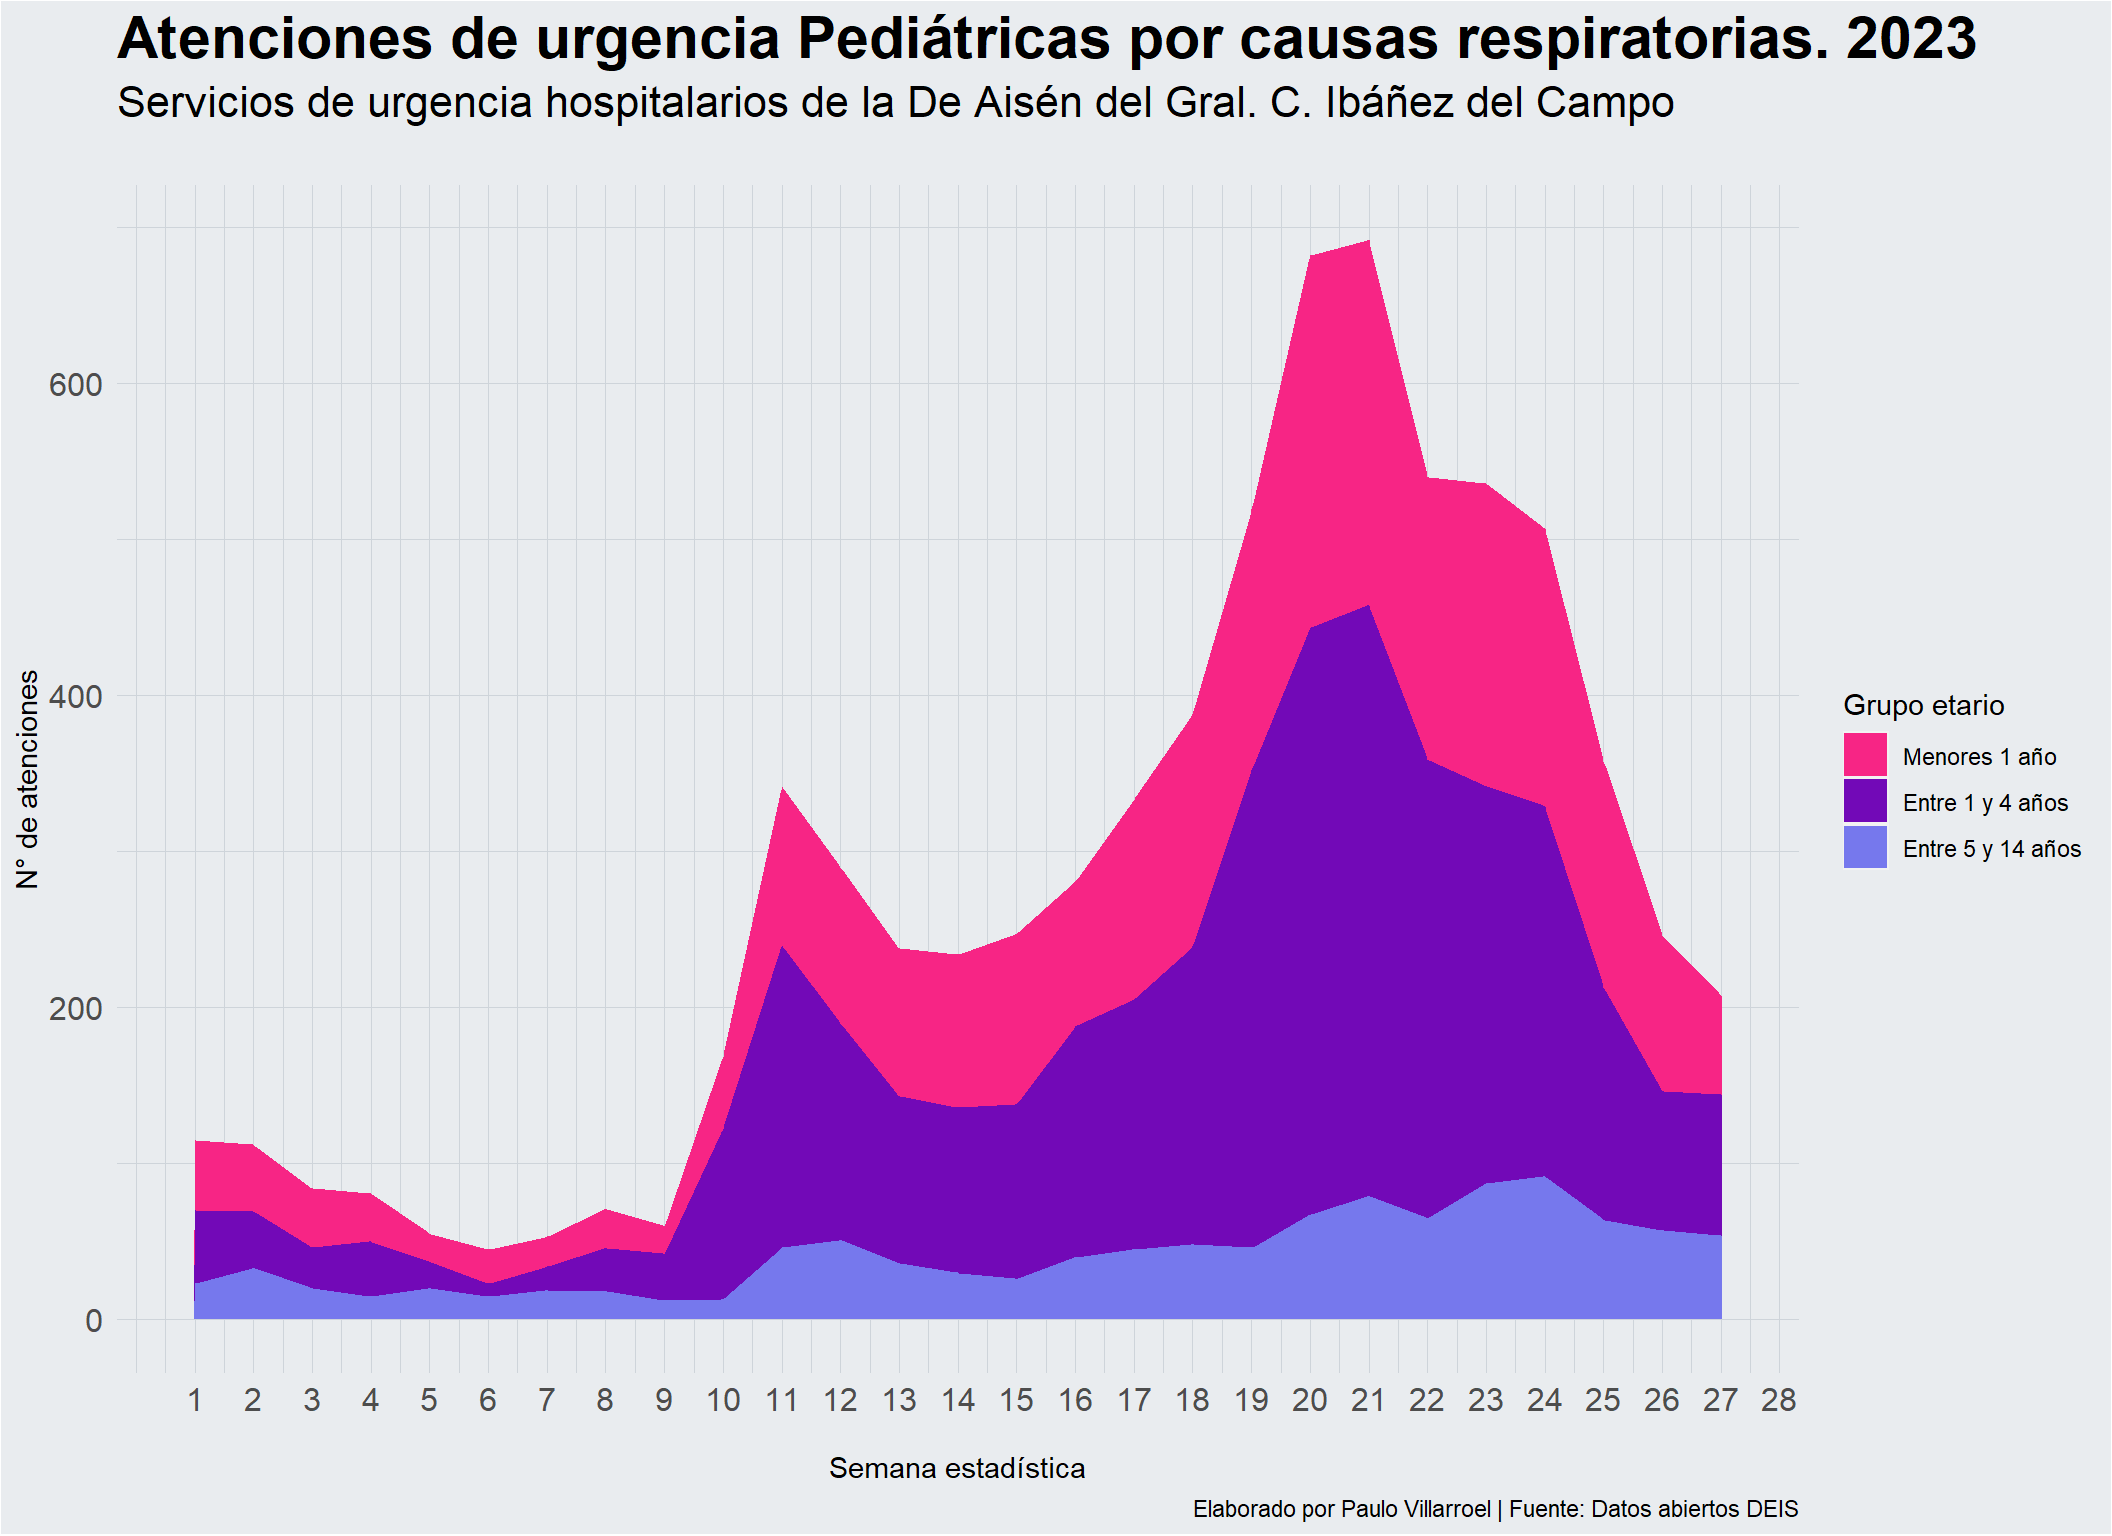 Atenciones de urgencia Pediátricas por causas respiratorias. 2023
Servicios de urgencia hospitalarios de la De Aisén del Gral. C. Ibáñez del Campo
N° de atenciones
600
400
200
0
1 2 3 4 5 6 7 8 9 10 11 12 13 14 15 16 17 18 19 20 21 22 23 24 25 26 27 28
Semana estadística
Grupo etario
Menores 1 año
Entre 1 y 4 años
Entre 5 y 14 años
Elaborado por Paulo Villarroel | Fuente: Datos abiertos DEIS